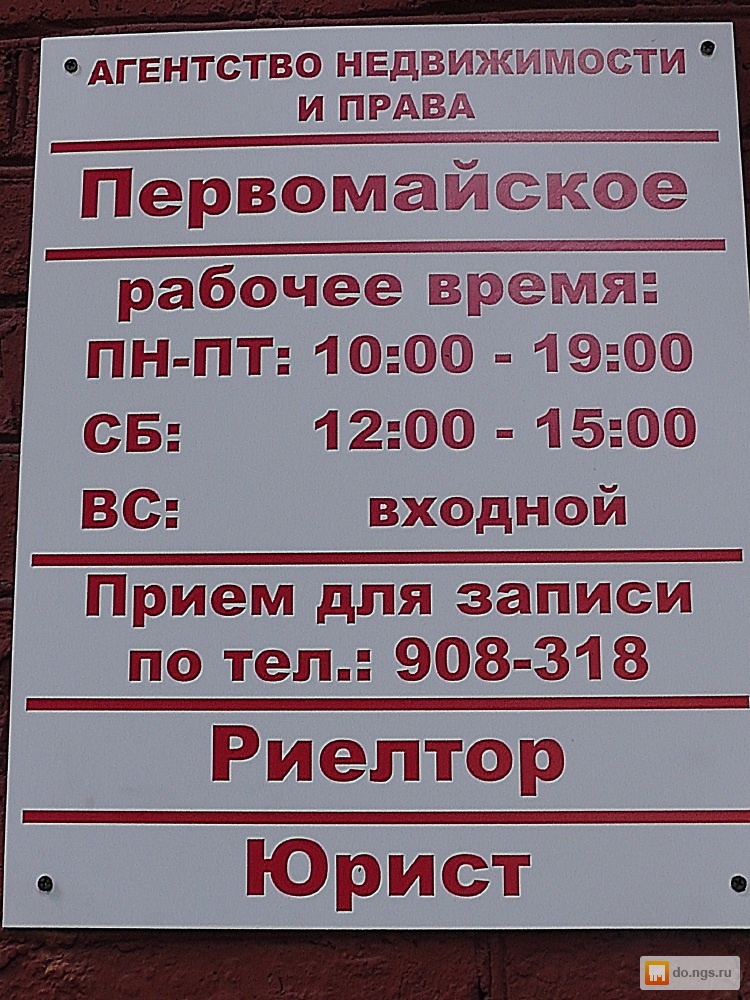 АГЕНТСТВО НЕДВИЖИМОСТИ
И ПРАВА
Первомайское
рабочее время:
ПН-ПТ: 10:00 - 19:00
СБ: 12:00 - 15:00
ВС: входной
Прием для записи
по тел.: 908-318
Риелтор
Юрист
do.ngs.ru